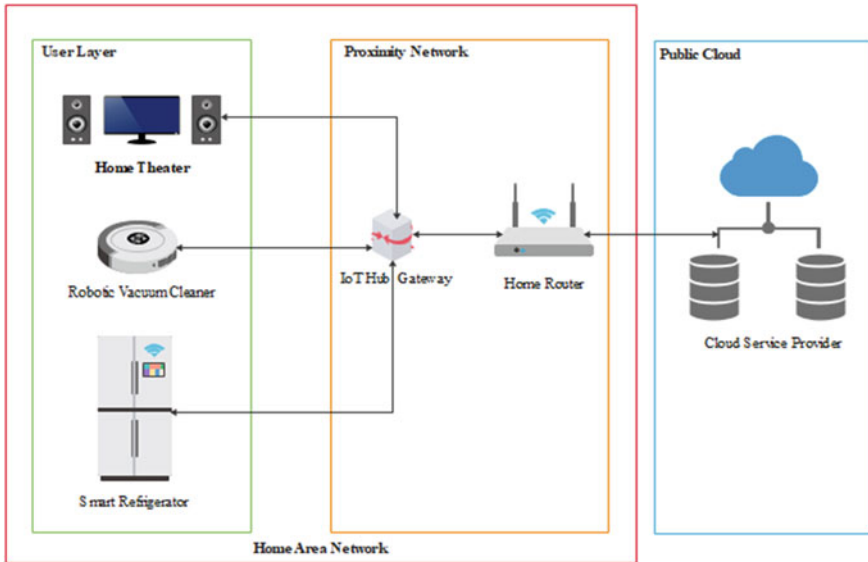 User Layer
Proximity Network
Public Cloud
Home Theater
Robotic Vacuum Cleaner
IoT Hub Gateway
Home Router
Cloud Service Provider
Smart Refrigerator
Home Area Network